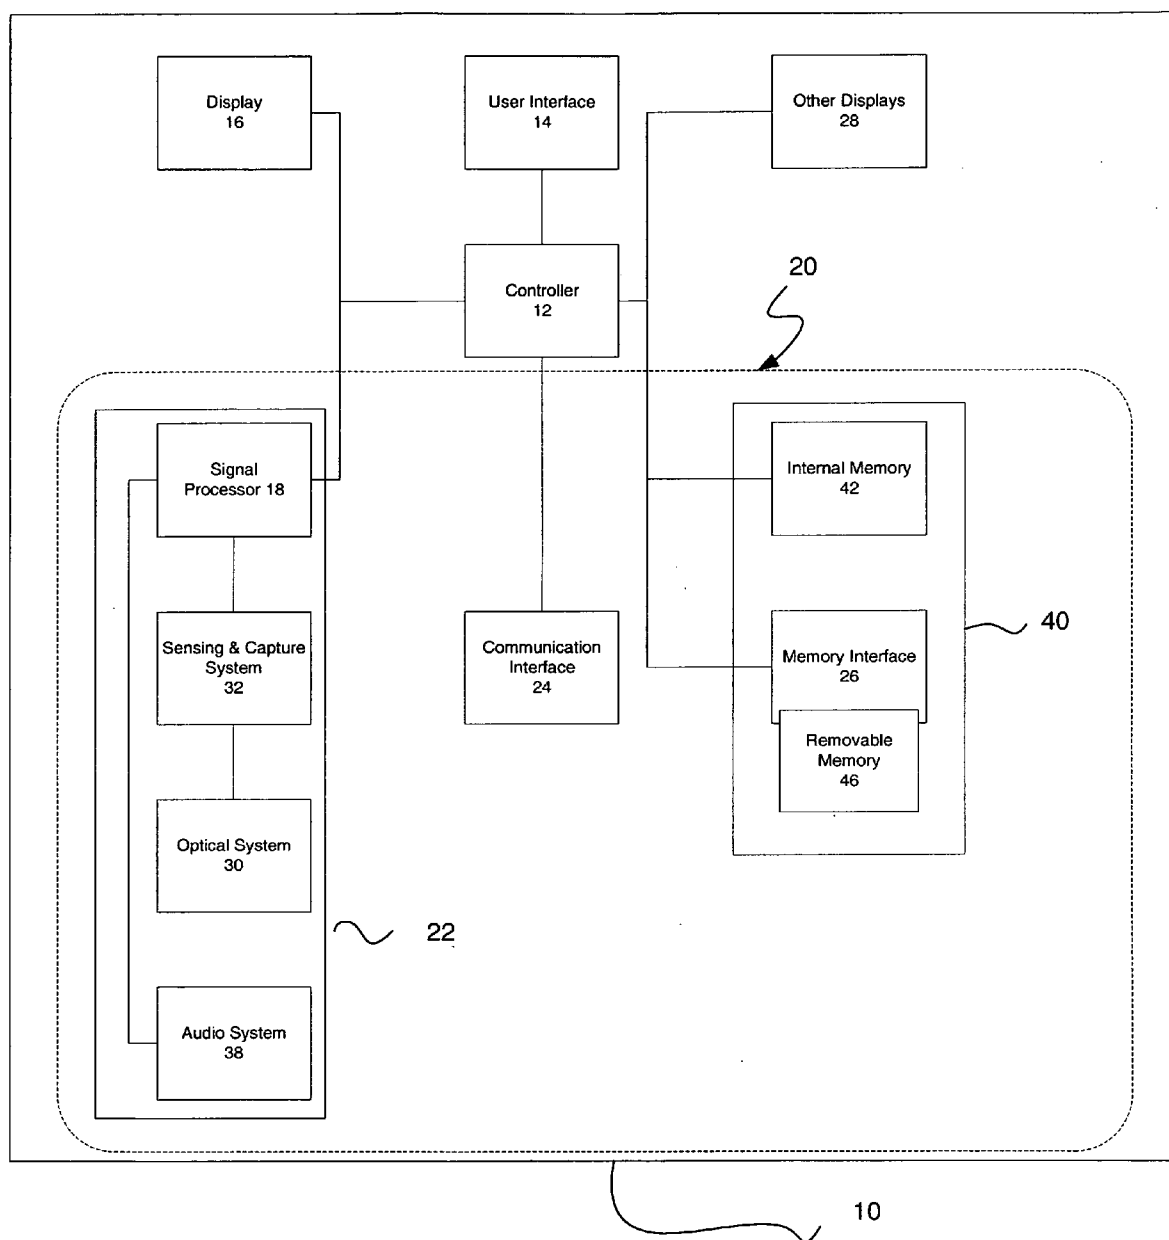 Display
16
User Interface
14
Other Displays
28
Controller
12
20
Signal
Processor 18
Internal Memory
42
Sensing & Capture
System
32
Communication
Interface
24
Memory Interface
26
40
Removable
Memory
46
Optical System
30
22
Audio System
38
10